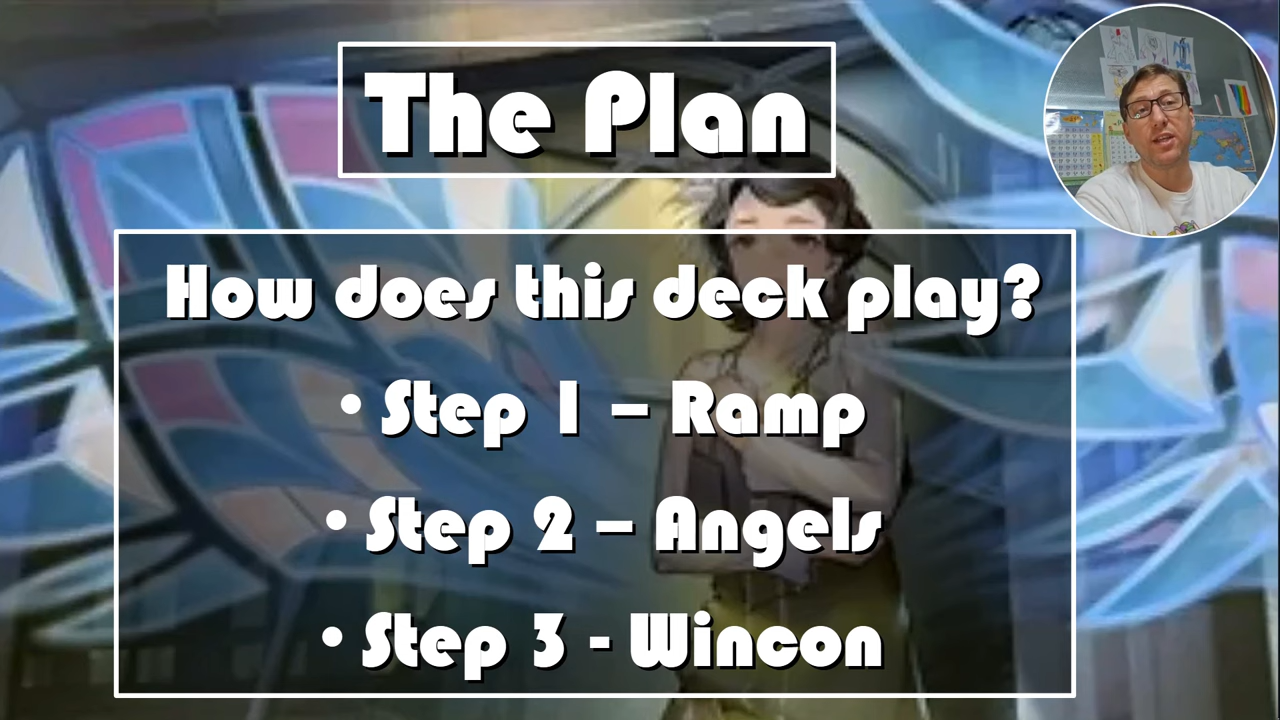 The Plan
How does this deck play?
• Step 1 – Ramp
• Step 2 – Angels
• Step 3 - Wincon